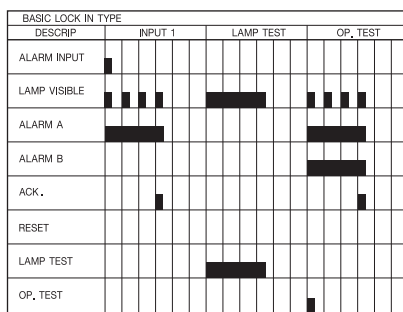 BASIC LOCK IN TYPE
DESCRIP INPUT 1 LAMP TEST OP. TEST
ALARM INPUT
LAMP VISIBLE
ALARM A
ALARM B
ACK.
RESET
LAMP TEST
OP. TEST